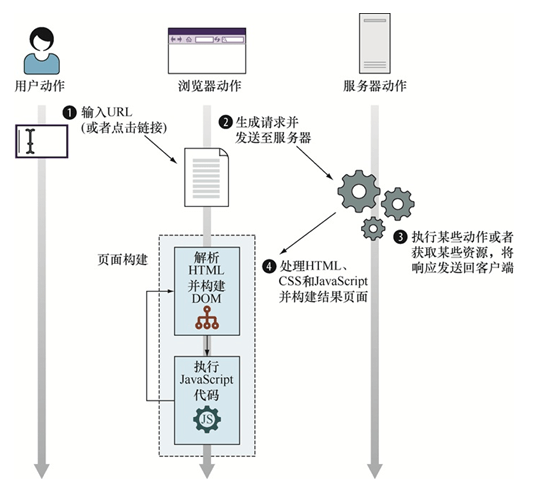 用户动作
浏览器动作
服务器动作
❶ 输入URL
(或者点击链接)
❷ 生成请求并
发送至服务器
❸ 执行某些动作或者
获取某些资源，将
响应发送回客户端
❹ 处理HTML、
CSS和JavaScript
并构建结果页面
页面构建
解析
HTML
并构建
DOM
执行
JavaScript
代码
JS